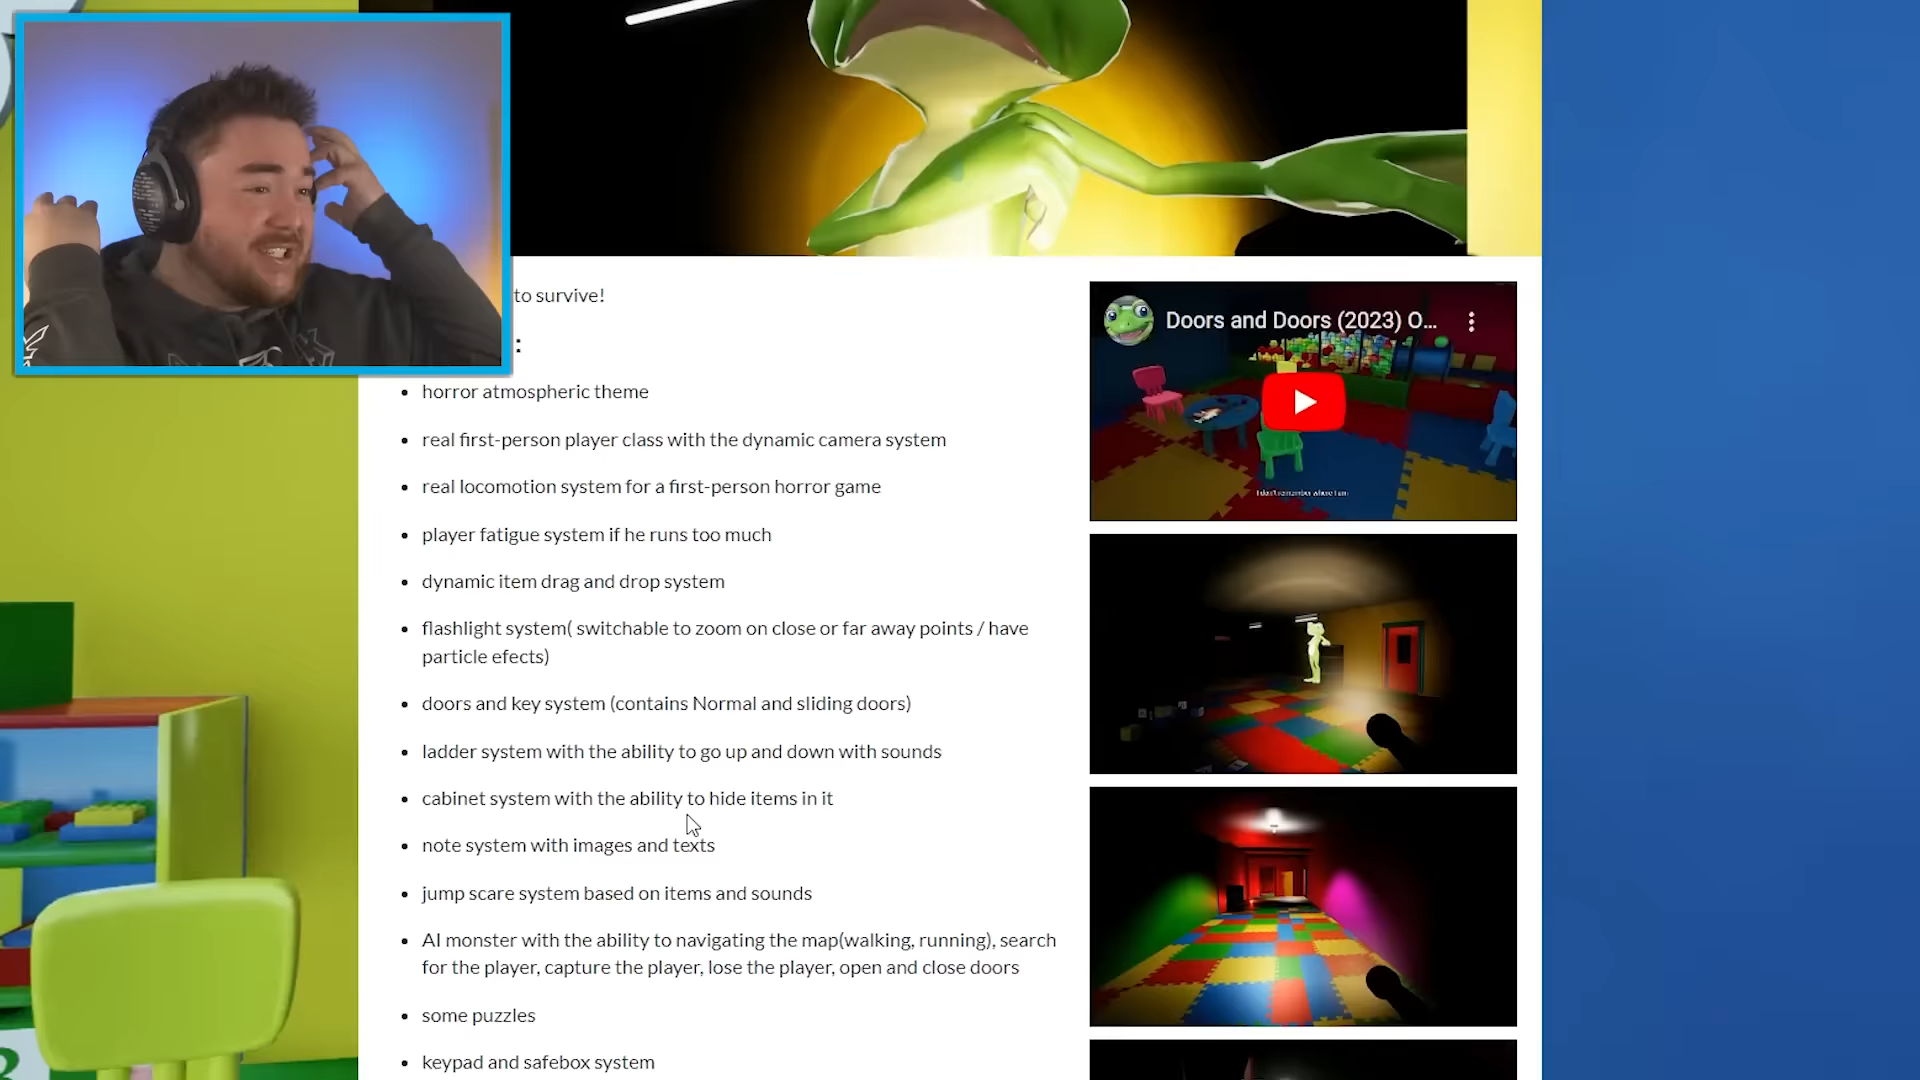 to survive!
:
• horror atmospheric theme
• real first-person player class with the dynamic camera system
• real locomotion system for a first-person horror game
• player fatigue system if he runs too much
• dynamic item drag and drop system
• flashlight system( switchable to zoom on close or far away points / have
particle efects)
• doors and key system (contains Normal and sliding doors)
• ladder system with the ability to go up and down with sounds
• cabinet system with the ability to hide items in it
• note system with images and texts
• jump scare system based on items and sounds
• AI monster with the ability to navigating the map(walking, running), search
for the player, capture the player, lose the player, open and close doors
• some puzzles
• keypad and safebox system
Doors and Doors (2023) O...
I don't remember where I am